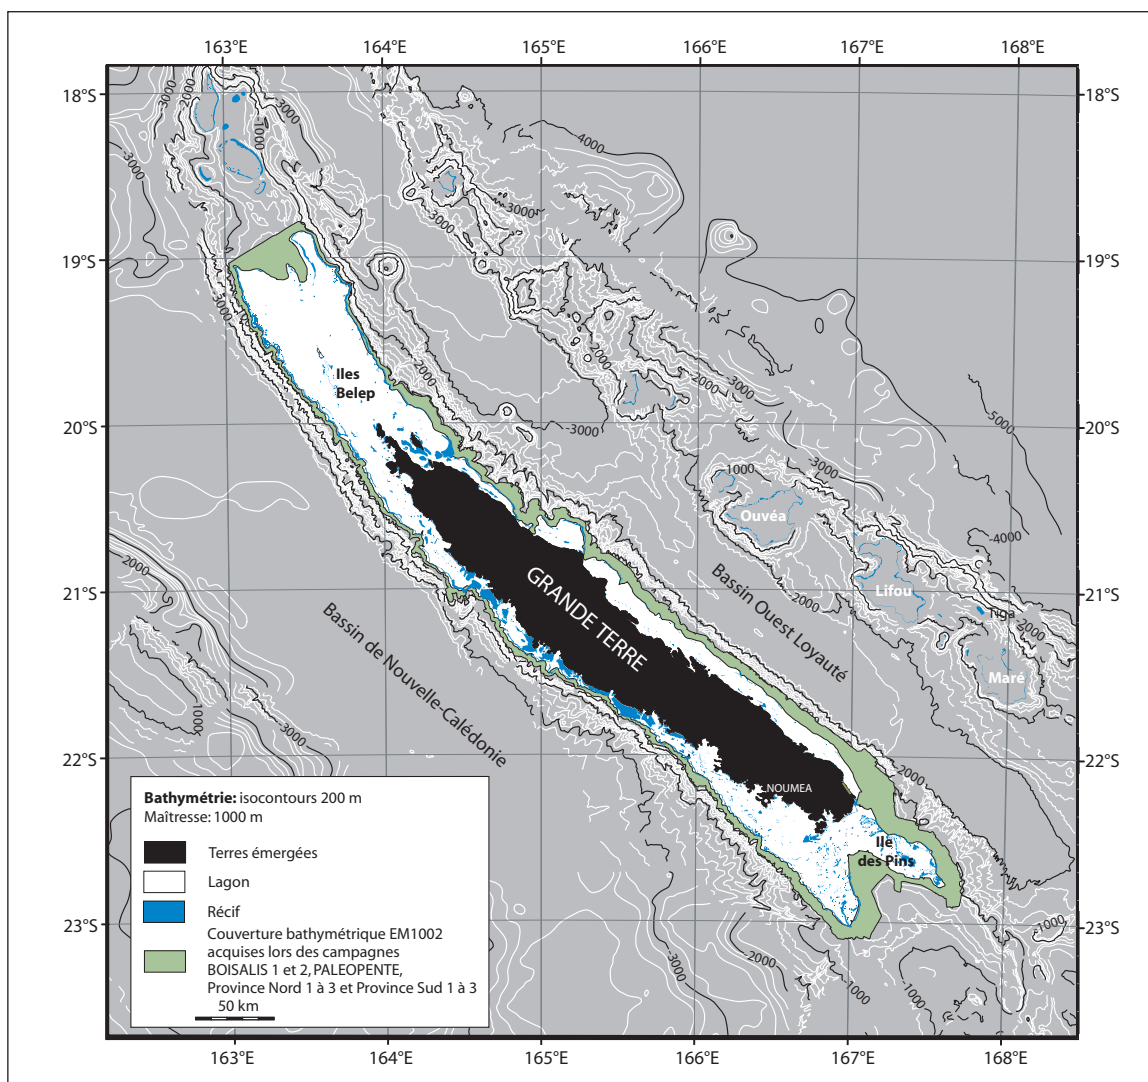 163°E 164°E 165°E 166°E 167°E 168°E
18°S 18°S
-3000
-2000
-3000
-1000
-3000
4000
-3000
-3000
-3000
19°S 19°S
-3000
-2000
-2000
-2000
-3000
Iles
Belep
-3000
-5000
20°S 20°S
-3000
1000
Ouvéa
-4000
Lifou
-2000
Bassin Ouest Loyauté
-2000
GRANDE TERRE
21°S 21°S
-2000
Bassin de Nouvelle-Calédonie
Maré
-1000
-3000
22°S 22°S
-2000
NOUMEA
Ile
des Pins
23°S 23°S
-1000
-2000
-3000
-1000
-1000
Bathymétrie: isocontours 200 m
Maîtresse: 1000 m
Terres émergées
Lagon
Récif
Couverture bathymétrique EM1002
acquises lors des campagnes
BOISALIS 1 et 2, PALEOPENTE,
Province Nord 1 à 3 et Province Sud 1 à 3
50 km
163°E 164°E 165°E 166°E 167°E 168°E